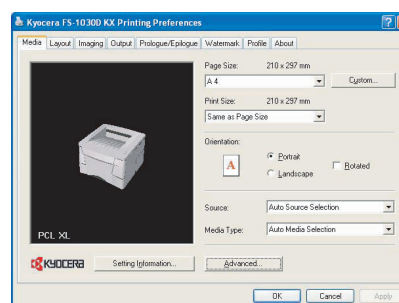 Kyocera FS-1030D KX Printing Preferences
Media Layout Imaging Output Prologue/Epilogue Watermark Profile About
Page Size: 210 x 297 mm
A4 Custom...
Print Size: 210 x 297 mm
Same as Page Size
Orientation:
A Portrait
Landscape Rotated
Source: Auto Source Selection
PCL XL
Media Type: Auto Media Selection
KYOCERA Setting Information... Advanced...
OK Cancel Apply